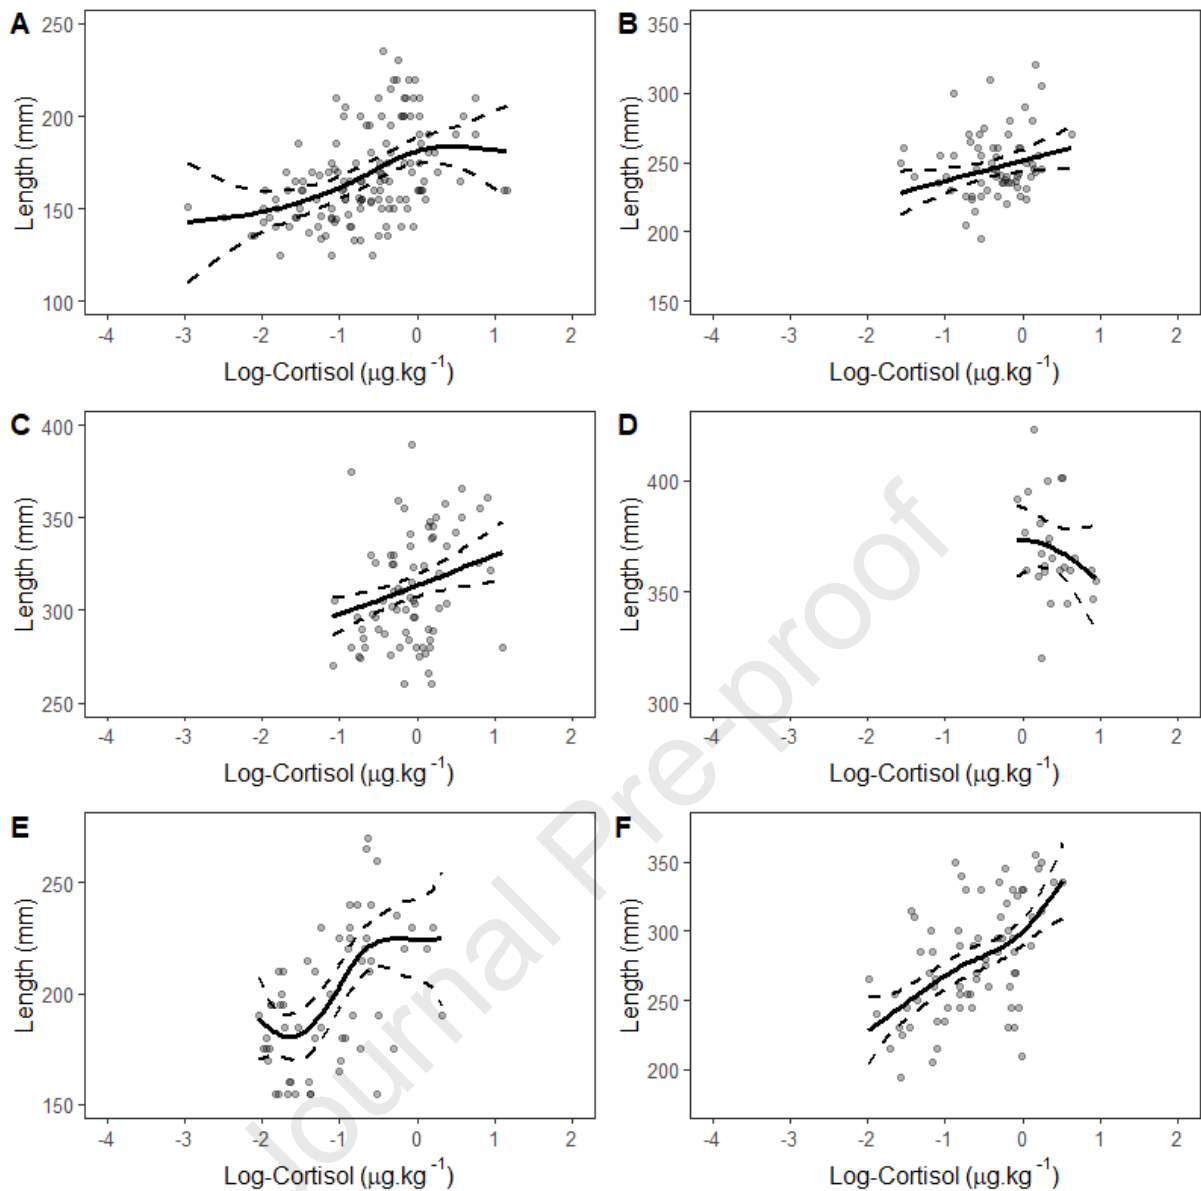 A
250
200
150
100
Length (mm)
-4 -3 -2 -1 0 1 2
Log-Cortisol (µg.kg⁻¹)
B
350
300
250
200
150
Length (mm)
-4 -3 -2 -1 0 1 2
Log-Cortisol (µg.kg⁻¹)
C
400
350
300
250
Length (mm)
-4 -3 -2 -1 0 1 2
Log-Cortisol (µg.kg⁻¹)
D
400
350
300
Length (mm)
-4 -3 -2 -1 0 1 2
Log-Cortisol (µg.kg⁻¹)
E
250
200
150
Length (mm)
-4 -3 -2 -1 0 1 2
Log-Cortisol (µg.kg⁻¹)
F
350
300
250
200
Length (mm)
-4 -3 -2 -1 0 1 2
Log-Cortisol (µg.kg⁻¹)
Journal Pre-proof